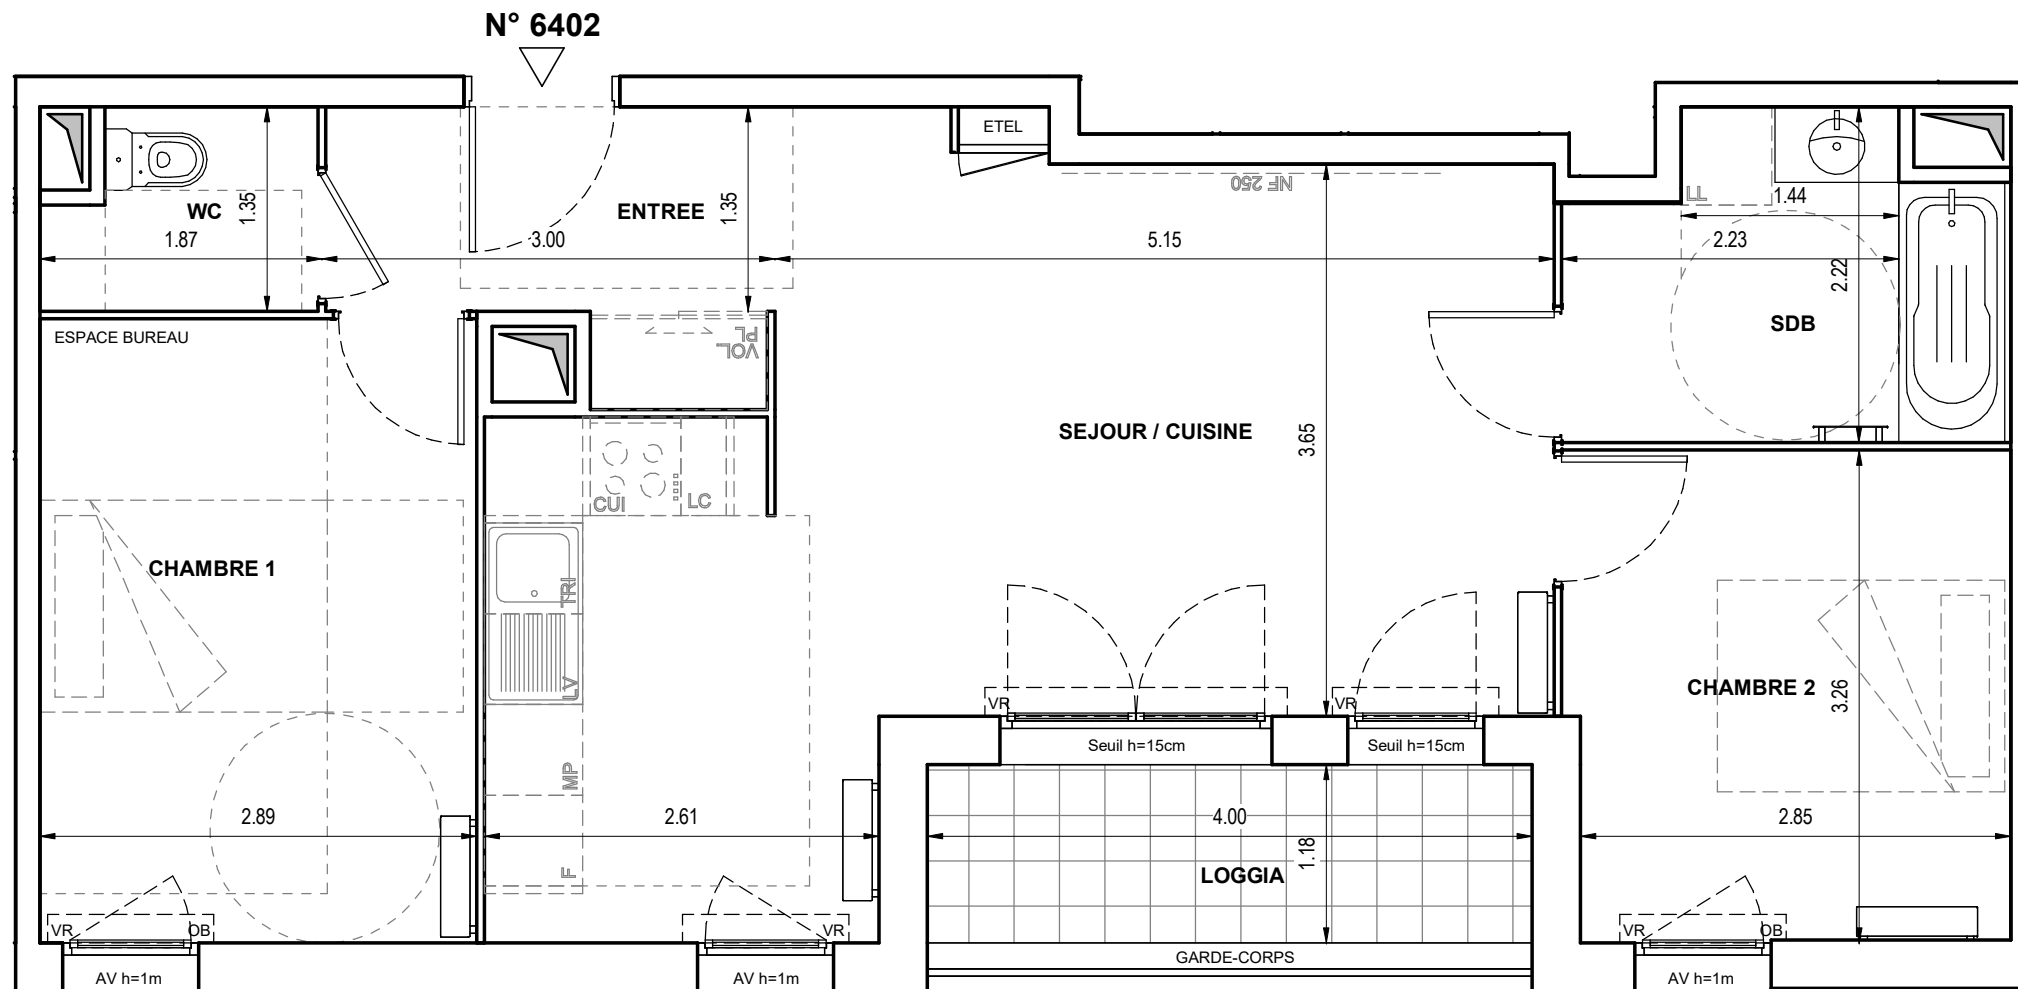 N° 6402
ETEL
NF 250
LL
1.44
WC
1.35
ENTREE
1.35
1.87
3.00
5.15
2.23
2.22
ESPACE BUREAU
VOL
PL
SDB
SEJOUR / CUISINE
3.65
CUI
LC
CHAMBRE 1
TRI
LV
CHAMBRE 2
3.26
VR
VR
Seuil h=15cm
Seuil h=15cm
MP
2.89
2.61
4.00
2.85
1.18
F
LOGGIA
VR
OB
VR
VR
VR
OB
GARDE-CORPS
AV h=1m
AV h=1m
AV h=1m